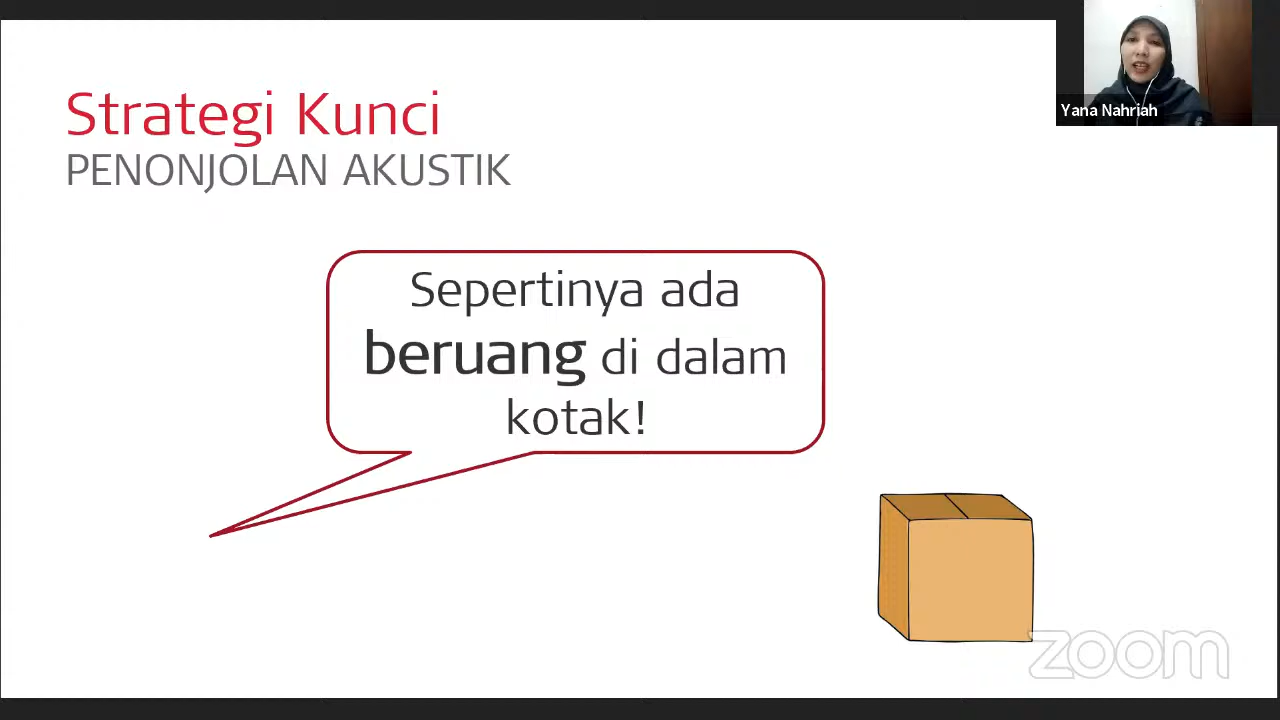 Strategi Kunci
PENONJOLAN AKUSTIK
Yana Nahriah
Sepertinya ada
beruang di dalam
kotak!
zoom